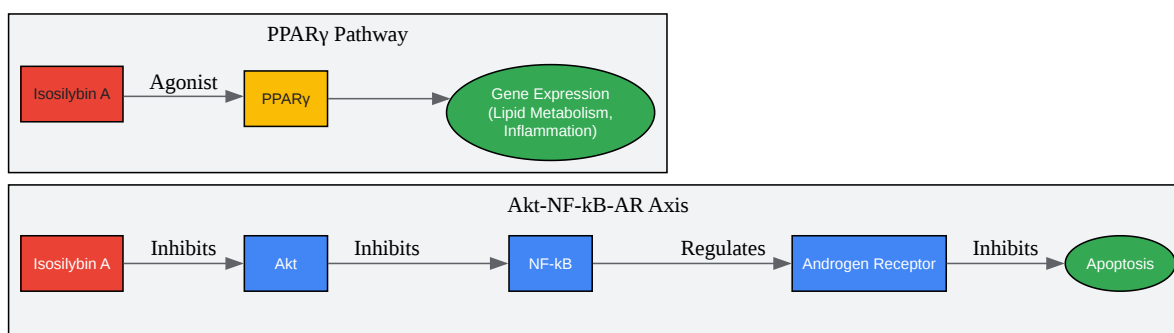 PPARγ Pathway
Isosilybin A
Agonist
PPARγ
Gene Expression
(Lipid Metabolism,
Inflammation)
Akt-NF-kB-AR Axis
Isosilybin A
Inhibits
Akt
Inhibits
NF-kB
Regulates
Androgen Receptor
Inhibits
Apoptosis